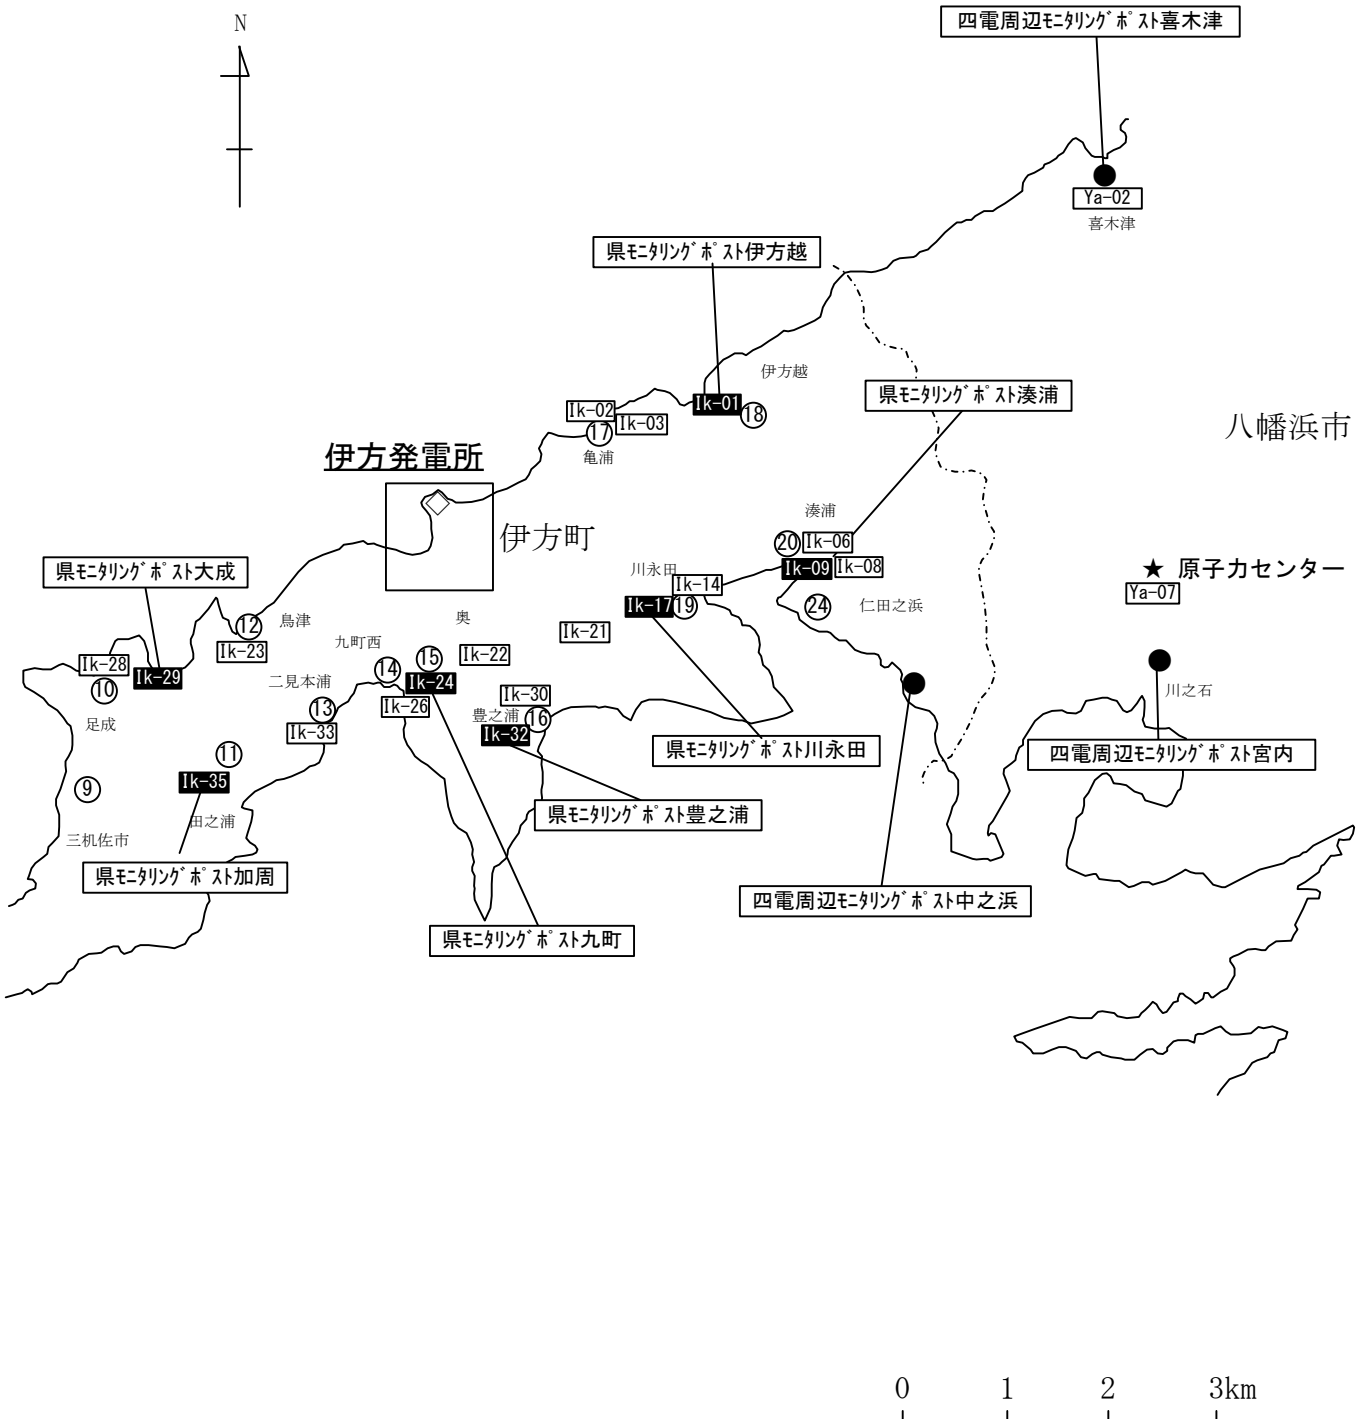 四電周辺ﾓﾆﾀﾘﾝｸﾞﾎﾟｽﾄ喜木津
N
Ya-02
喜木津
県ﾓﾆﾀﾘﾝｸﾞﾎﾟｽﾄ伊方越
伊方越
県ﾓﾆﾀﾘﾝｸﾞﾎﾟｽﾄ湊浦
Ik-01
⑱
Ik-02
Ik-03
⑰
亀浦
八幡浜市
伊方発電所
伊方町
湊浦
⑳
Ik-06
Ik-09
Ik-08
★ 原子力センター
Ya-07
県ﾓﾆﾀﾘﾝｸﾞﾎﾟｽﾄ大成
川永田
Ik-14
Ik-17
⑲
㉔
仁田之浜
⑫
鳥津
奥
Ik-21
Ik-23
九町西
⑮
Ik-22
Ik-28
Ik-29
⑭
Ik-24
⑩
二見本浦
Ik-26
Ik-30
川之石
足成
⑬
豊之浦
⑯
Ik-33
Ik-32
⑪
県ﾓﾆﾀﾘﾝｸﾞﾎﾟｽﾄ川永田
四電周辺ﾓﾆﾀﾘﾝｸﾞﾎﾟｽﾄ宮内
Ik-35
⑨
田之浦
県ﾓﾆﾀﾘﾝｸﾞﾎﾟｽﾄ豊之浦
三机佐市
県ﾓﾆﾀﾘﾝｸﾞﾎﾟｽﾄ加周
四電周辺ﾓﾆﾀﾘﾝｸﾞﾎﾟｽﾄ中之浜
県ﾓﾆﾀﾘﾝｸﾞﾎﾟｽﾄ九町
0 1 2 3km